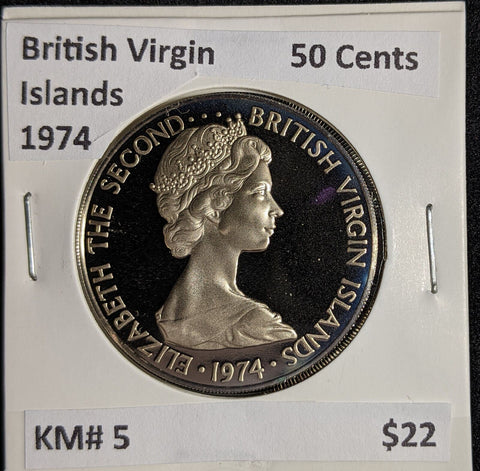 British Virgin
Islands
1974
50 Cents
ELIZABETH THE SECOND···· BRITISH VIRGIN ISLANDS
·1974·
KM# 5
$22